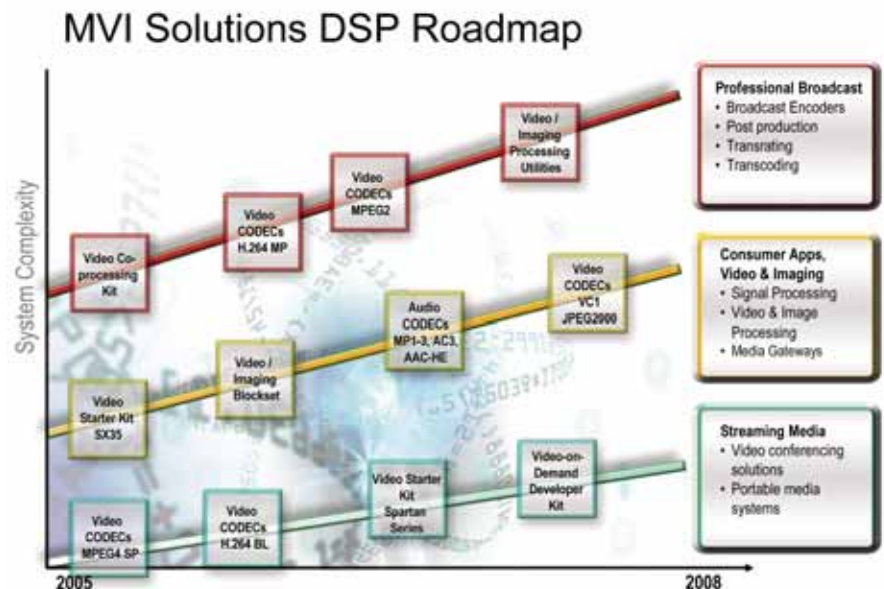 MVI Solutions DSP Roadmap
System Complexity
Video Co-
processing
Kit
Video
CODECs
H.264 MP
Video
CODECs
MPEG2
Video /
Imaging
Processing
Utilities
Professional Broadcast
• Broadcast Encoders
• Post production
• Transrating
• Transcoding
Video
Starter Kit
SX35
Video /
Imaging
Blockset
Audio
CODECs
MP1-3, AC3,
AAC-HE
Video
CODECs
VC1
JPEG2000
Consumer Apps,
Video & Imaging
• Signal Processing
• Video & Image
Processing
• Media Gateways
Video
CODECs
MPEG4 SP
Video
CODECs
H.264 BL
Video Starter
Kit
Spartan
Series
Video-on-
Demand
Developer
Kit
Streaming Media
• Video conferencing
solutions
• Portable media
systems
2005
2008